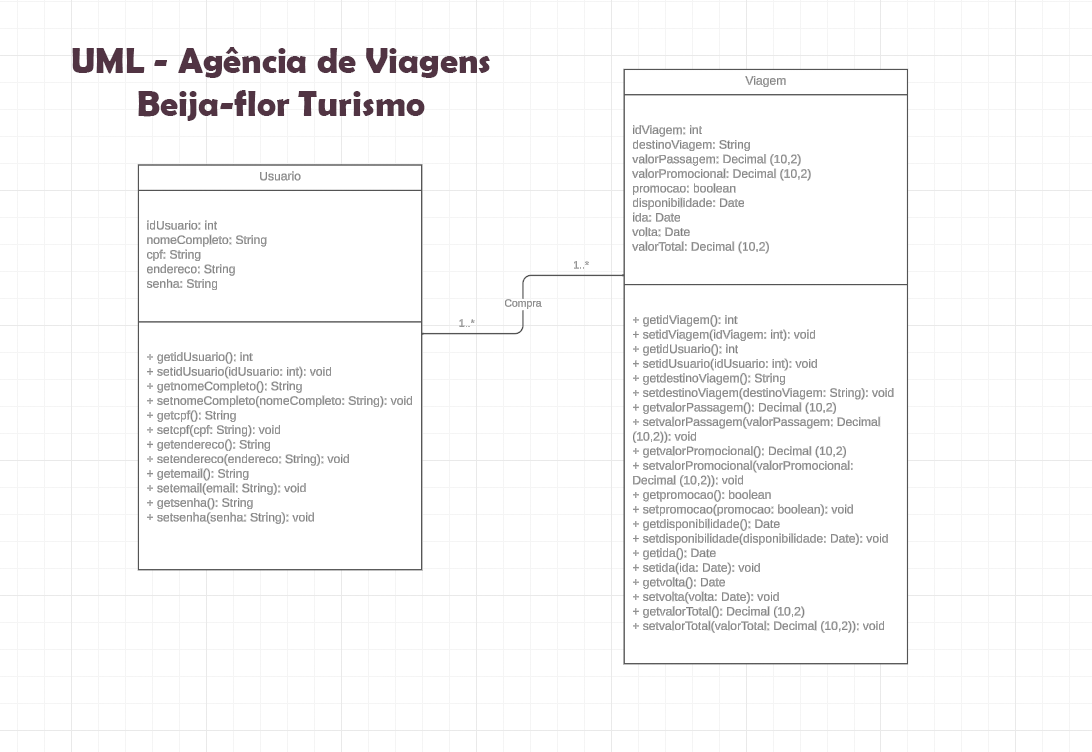 UML - Agência de Viagens
Beija-flor Turismo
Usuario
idUsuario: int
nomeCompleto: String
cpf: String
endereco: String
senha: String
+ getidUsuario(): int
+ setidUsuario(idUsuario: int): void
+ getnomeCompleto(): String
+ setnomeCompleto(nomeCompleto: String): void
+ getcpf(): String
+ setcpf(cpf: String): void
+ getendereco(): String
+ setendereco(endereco: String): void
+ getemail(): String
+ setemail(email: String): void
+ getsenha(): String
+ setsenha(senha: String): void
1..*
Compra
1..*
Viagem
idViagem: int
destinoViagem: String
valorPassagem: Decimal (10,2)
valorPromocional: Decimal (10,2)
promocao: boolean
disponibilidade: Date
ida: Date
volta: Date
valorTotal: Decimal (10,2)
+ getidViagem(): int
+ setidViagem(idViagem: int): void
+ getidUsuario(): int
+ setidUsuario(idUsuario: int): void
+ getdestinoViagem(): String
+ setdestinoViagem(destinoViagem: String): void
+ getvalorPassagem(): Decimal (10,2)
+ setvalorPassagem(valorPassagem: Decimal
(10,2)): void
+ getvalorPromocional(): Decimal (10,2)
+ setvalorPromocional(valorPromocional:
Decimal (10,2)): void
+ getpromocao(): boolean
+ setpromocao(promocao: boolean): void
+ getdisponibilidade(): Date
+ setdisponibilidade(disponibilidade: Date): void
+ getida(): Date
+ setida(ida: Date): void
+ getvolta(): Date
+ setvolta(volta: Date): void
+ getvalorTotal(): Decimal (10,2)
+ setvalorTotal(valorTotal: Decimal (10,2)): void